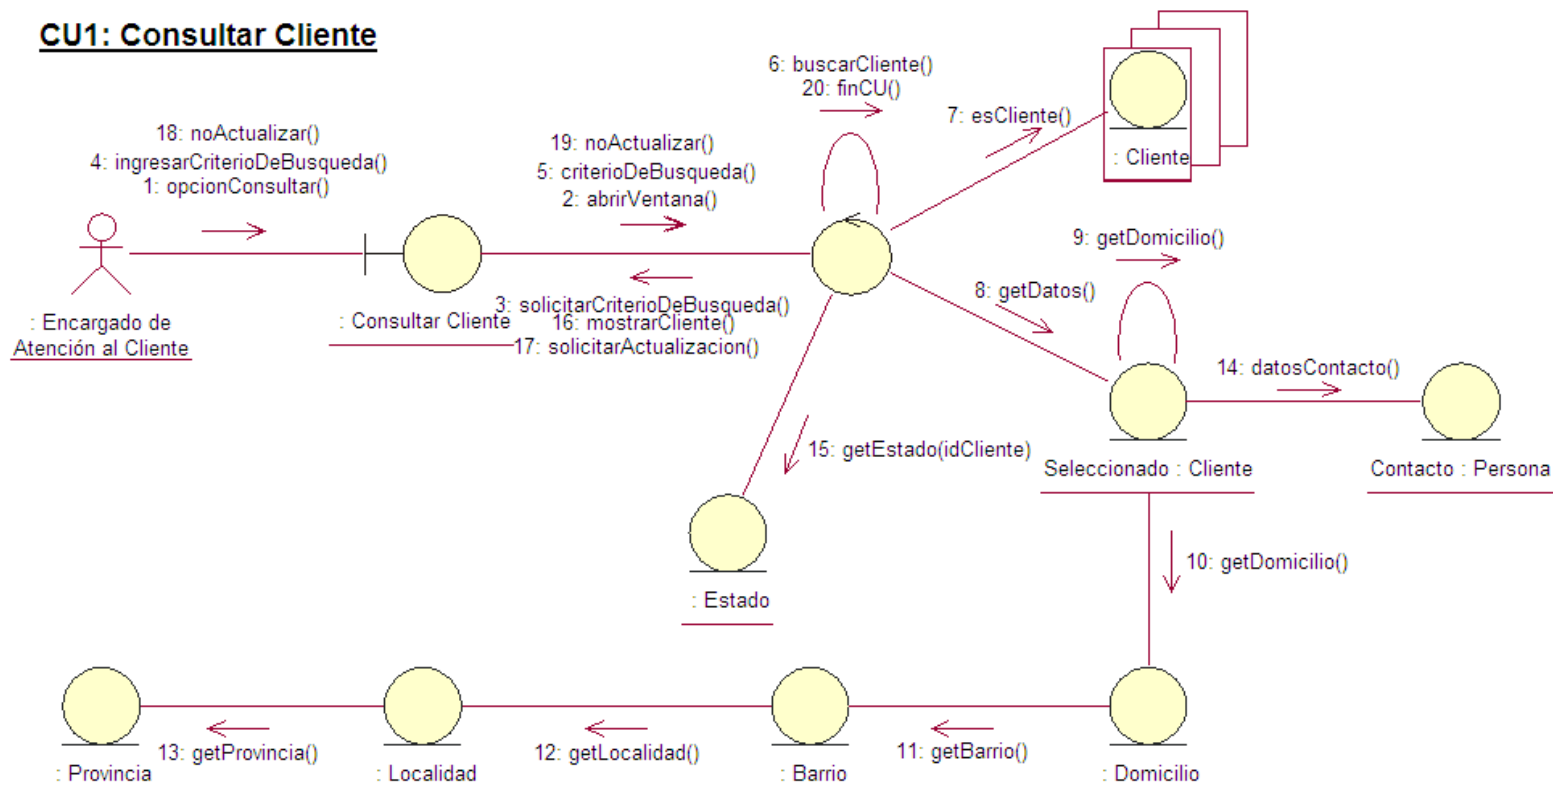 CU1: Consultar Cliente
6: buscarCliente()
20: finCU()
7: esCliente()
: Cliente
18: noActualizar()
4: ingresarCriterioDeBusqueda()
1: opcionConsultar()
19: noActualizar()
5: criterioDeBusqueda()
2: abrirVentana()
9: getDomicilio()
8: getDatos()
3: solicitarCriterioDeBusqueda()
16: mostrarCliente()
17: solicitarActualizacion()
: Encargado de
Atención al Cliente
: Consultar Cliente
14: datosContacto()
15: getEstado(idCliente)
Seleccionado : Cliente
Contacto : Persona
10: getDomicilio()
: Estado
13: getProvincia()
12: getLocalidad()
11: getBarrio()
: Provincia
: Localidad
: Barrio
: Domicilio